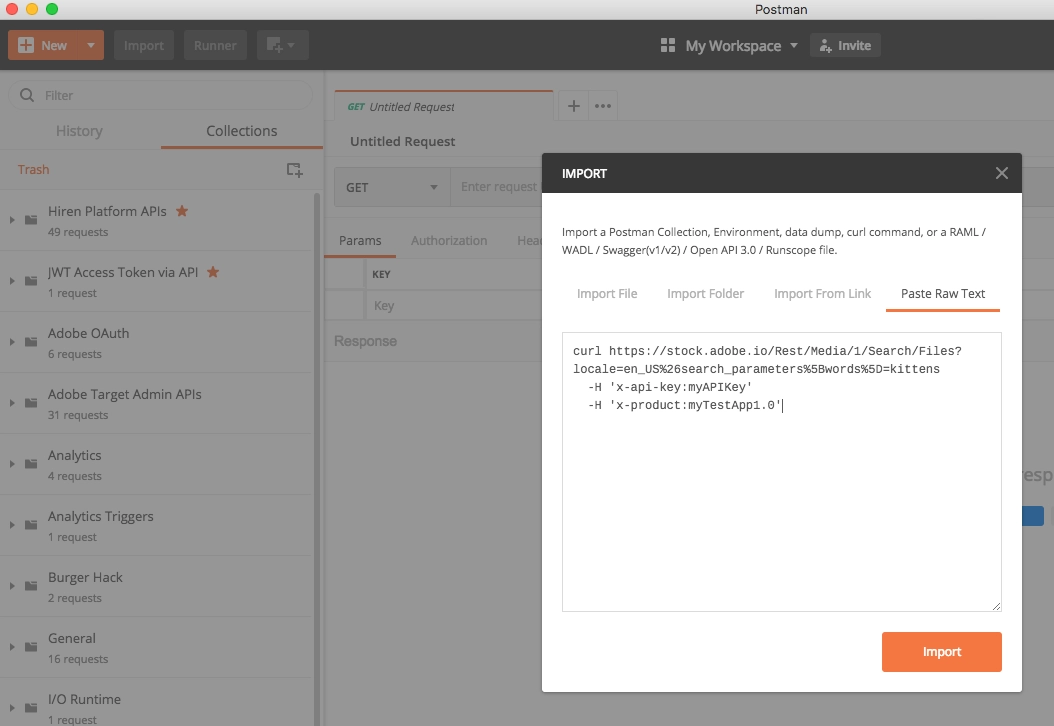 Postman
New
Import
Runner
My Workspace
Invite
Filter
History
Collections
Trash
Hiren Platform APIs
49 requests
JWT Access Token via API
1 request
Adobe OAuth
6 requests
Adobe Target Admin APIs
31 requests
Analytics
4 requests
Analytics Triggers
1 request
Burger Hack
2 requests
General
16 requests
I/O Runtime
1 request
GET Untitled Request
Untitled Request
GET
Enter request
Params
Authorization
Hea
KEY
Key
Response
IMPORT
Import a Postman Collection, Environment, data dump, curl command, or a RAML /
WADL / Swagger(v1/v2) / Open API 3.0 / Runscope file.
Import File
Import Folder
Import From Link
Paste Raw Text
curl https://stock.adobe.io/Rest/Media/1/Search/Files?
locale=en_US%26search_parameters%5Bwords%5D=kittens
-H 'x-api-key:myAPIKey'
-H 'x-product:myTestApp1.0'
Import
resp